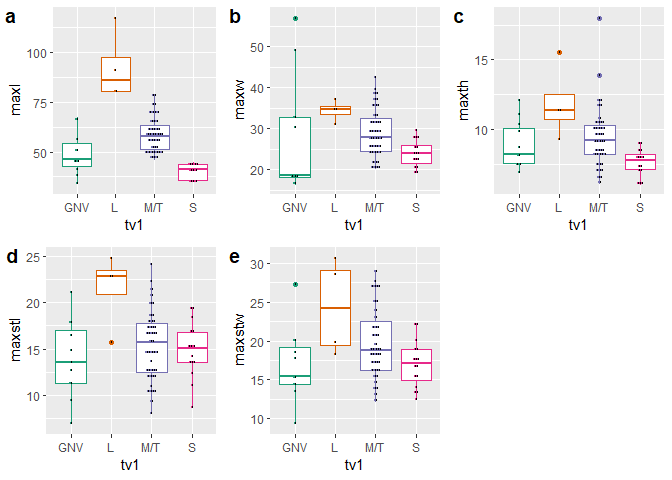 a
maxl
100
75
50
GNV L M/T S
tv1
b
maxw
50
40
30
20
GNV L M/T S
tv1
c
maxth
15
10
GNV L M/T S
tv1
d
maxstl
25
20
15
10
GNV L M/T S
tv1
e
maxstw
30
25
20
15
10
GNV L M/T S
tv1